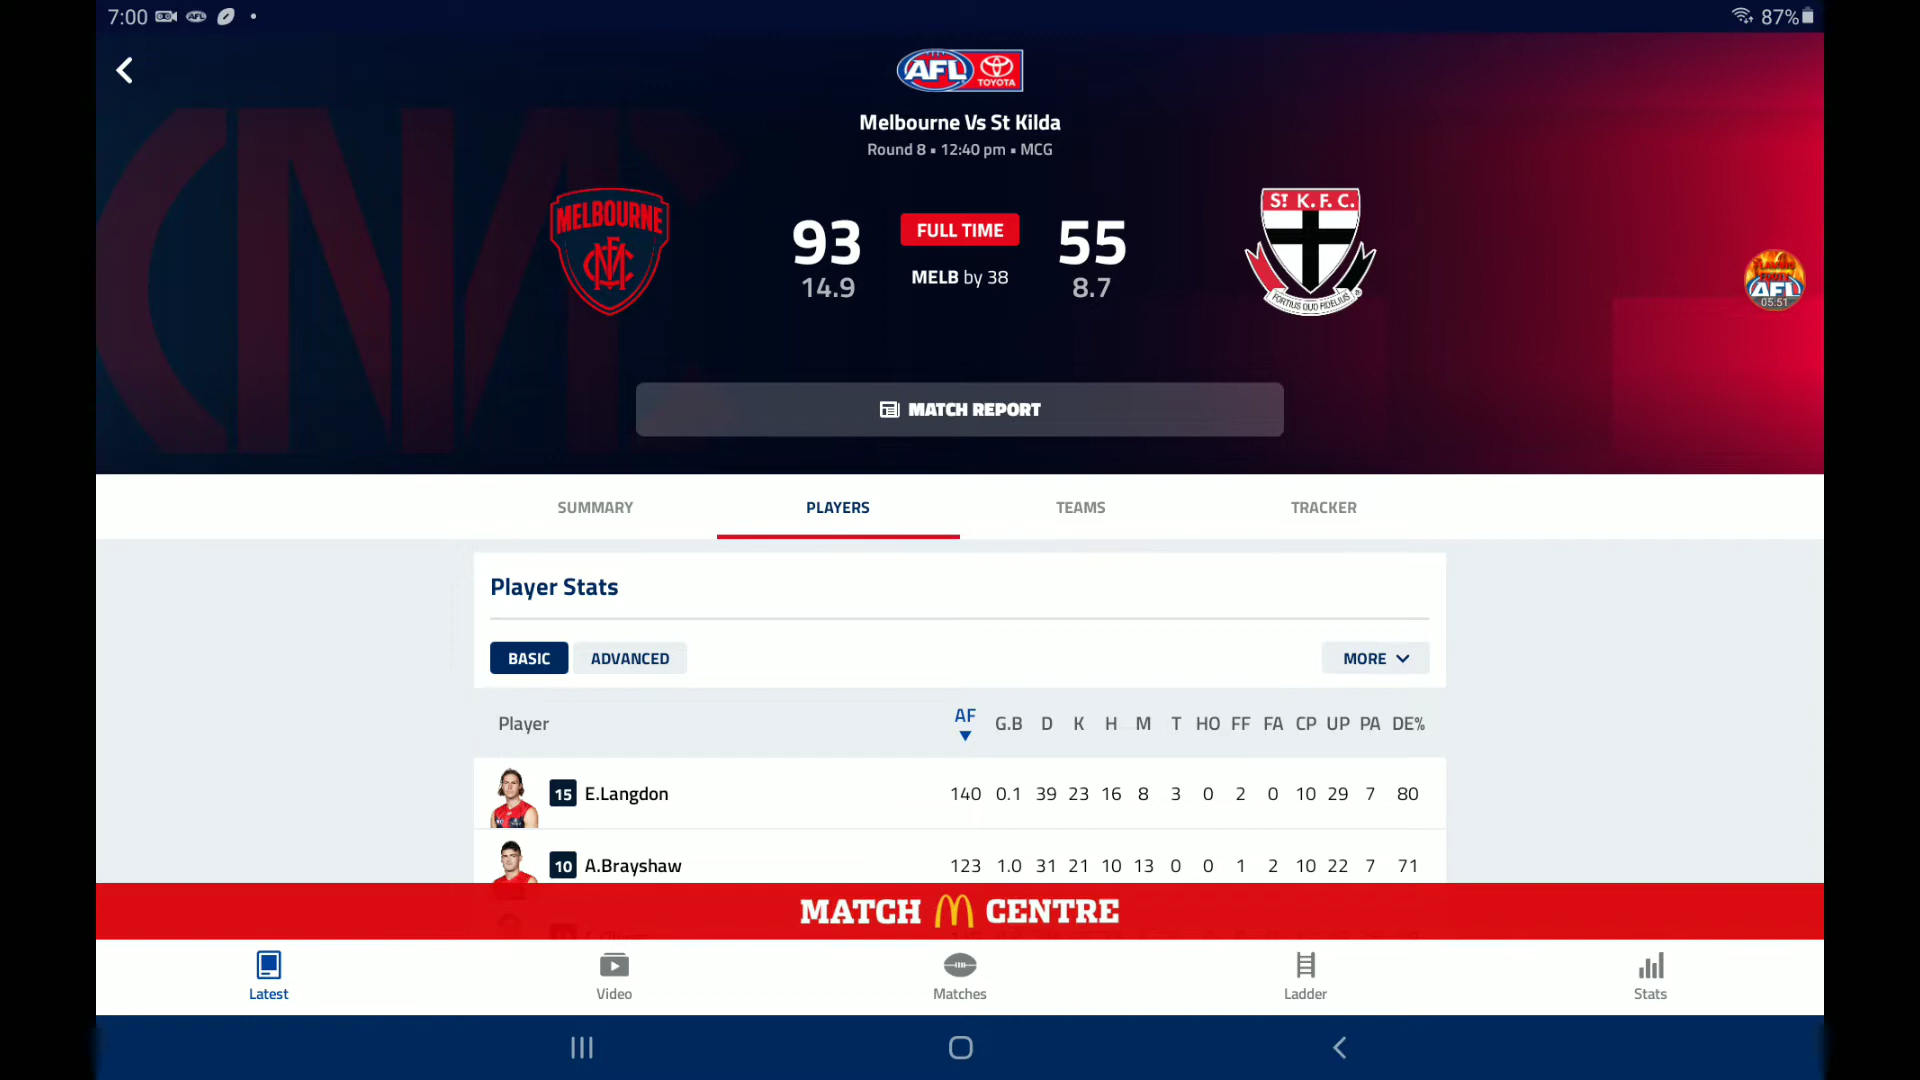 7:00 87%
AFL TOYOTA
Melbourne Vs St Kilda
Round 8 • 12:40 pm • MCG
MELBOURNE
MFC
93
14.9
FULL TIME
MELB by 38
55
8.7
ST K.F.C.
FORTIUS QUO FIDELIUS
AFL
05:51
MATCH REPORT
SUMMARY PLAYERS TEAMS TRACKER
Player Stats
BASIC ADVANCED MORE
Player AF G.B D K H M T HO FF FA CP UP PA DE%
15 E.Langdon 140 0.1 39 23 16 8 3 0 2 0 10 29 7 80
10 A.Brayshaw 123 1.0 31 21 10 13 0 0 1 2 10 22 7 71
MATCH CENTRE
Latest Video Matches Ladder Stats